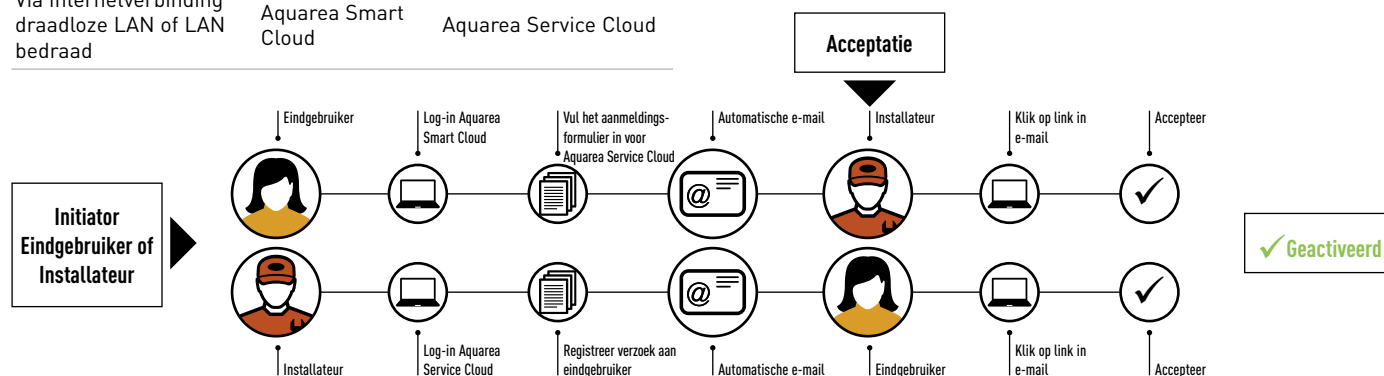 Via internetverbinding
draadloze LAN of LAN
bedraad
Aquarea Smart
Cloud
Aquarea Service Cloud
Acceptatie
Eindgebruiker
Log-in Aquarea
Smart Cloud
Vul het aanmeldings-
formulier in voor
Aquarea Service Cloud
Automatische e-mail
Installateur
Klik op link in
e-mail
Accepteer
Initiator
Eindgebruiker of
Installateur
@
✓ Geactiveerd
@
Installateur
Log-in Aquarea
Service Cloud
Registreer verzoek aan
eindgebruiker
Automatische e-mail
Eindgebruiker
Klik op link in
e-mail
Accepteer